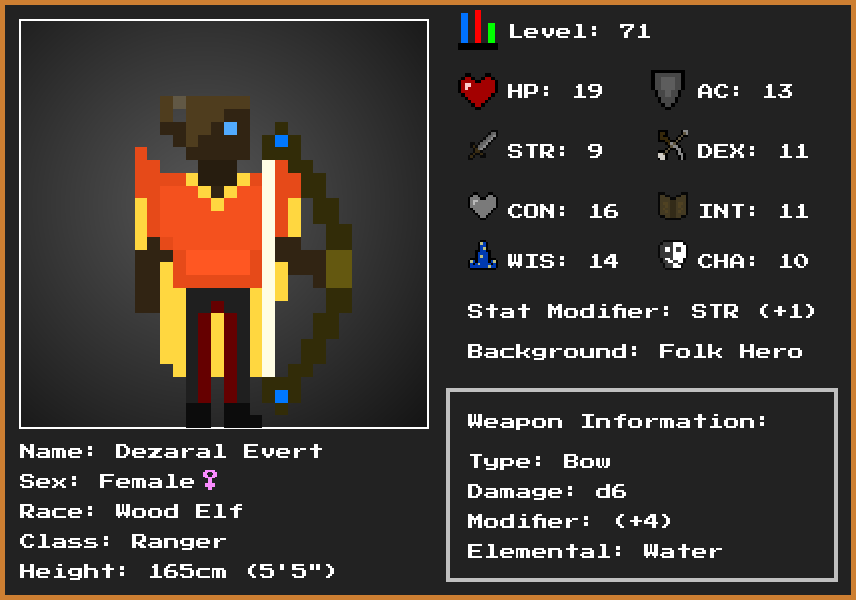 Level: 71
HP: 19 AC: 13
STR: 9 DEX: 11
CON: 16 INT: 11
WIS: 14 CHA: 10
Stat Modifier: STR (+1)
Background: Folk Hero
Weapon Information:
Type: Bow
Damage: d6
Modifier: (+4)
Elemental: Water
Name: Dezaral Evert
Sex: Female♀
Race: Wood Elf
Class: Ranger
Height: 165cm (5'5")